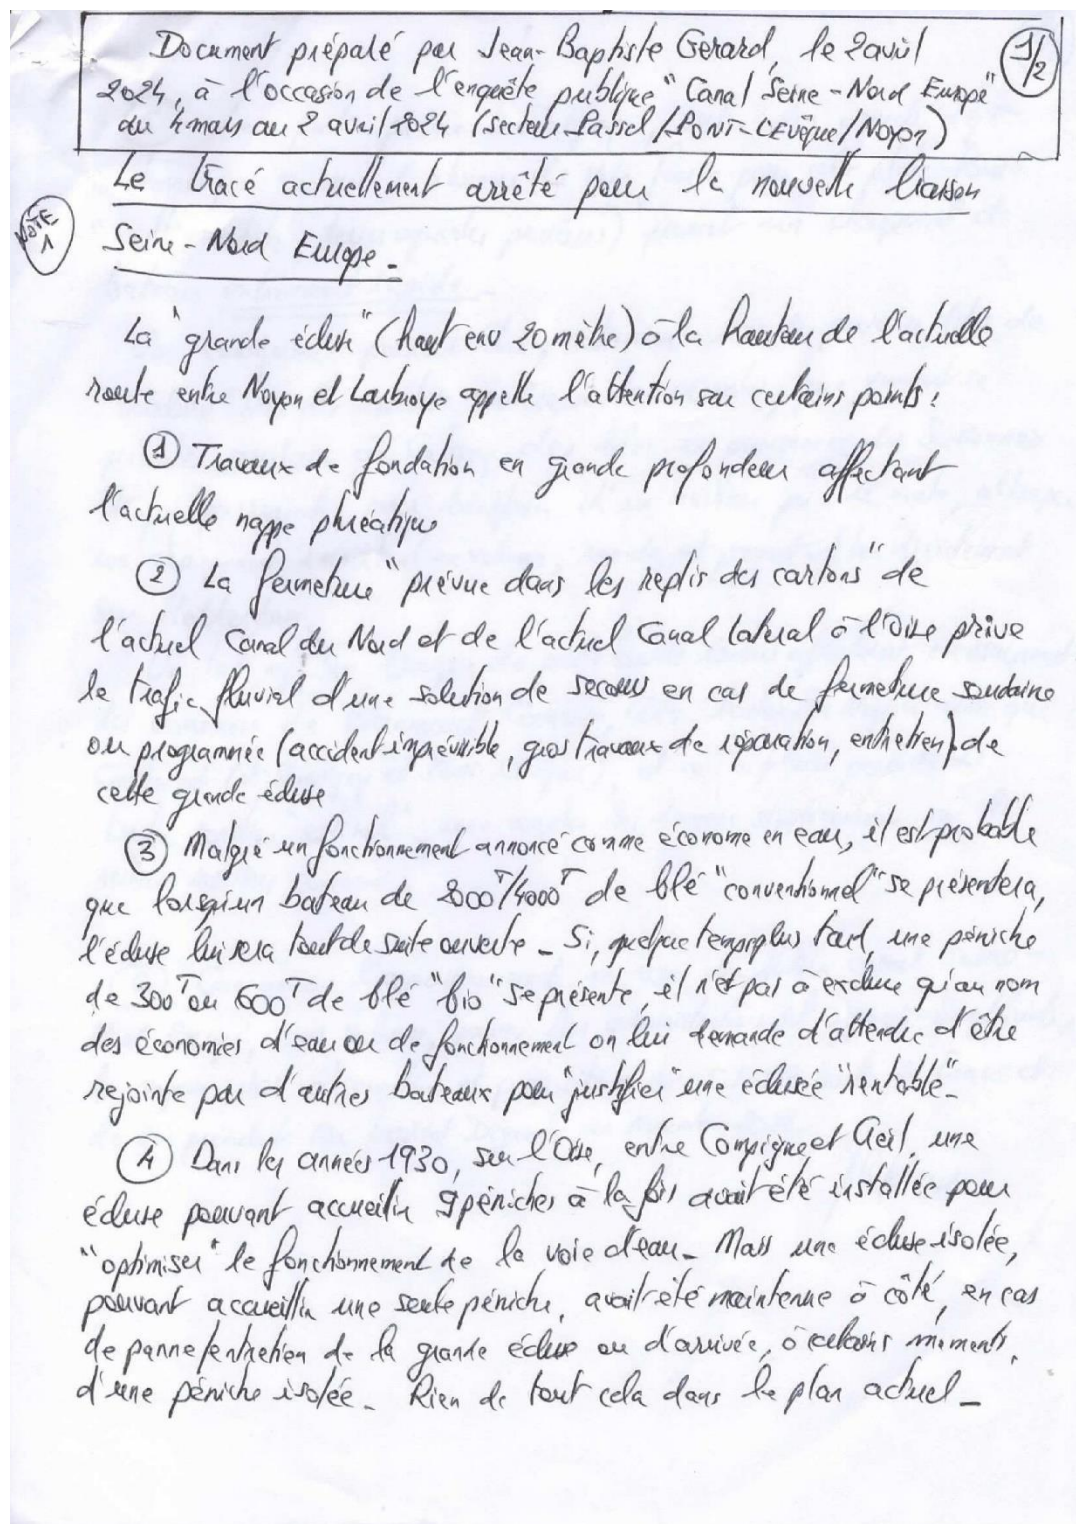 Document préparé par Jean-Baptiste Gerard, le 2 avril
1/2
2024, à l'occasion de l'enquête publique "Canal Seine-Nord Europe"
du 4 mars au 2 avril 2024 (secteur Passel/PONT-L'Evêque/Noyon)
Le tracé actuellement arrêté pour la nouvelle liaison
NOTE
1
Seine-Nord Europe -
La "grande écluse" (haut env 20 mètre) à la hauteur de l'actuelle
route entre Noyon et Larbroye appelle l'attention sur certains points :
① Travaux de fondation en grande profondeur affectant
l'actuelle nappe phréatique
② La fermeture "prévue dans les replis des cartons" de
l'actuel Canal du Nord et de l'actuel Canal latéral à l'Oise prive
le trafic fluvial d'une solution de secours en cas de fermeture soudaine
ou programmée (accident imprévisible, gros travaux de réparation, entretien) de
cette grande écluse
③ Malgré un fonctionnement annoncé comme économe en eau, il est probable
que lorsqu'un bateau de 2000T/4000T de blé "conventionnel" se présentera,
l'écluse lui sera tout de suite ouverte - Si, quelque temps plus tard, une péniche
de 300T ou 600T de blé "bio" se présente, il n'est pas à exclure qu'au nom
des économies d'eau ou de fonctionnement on lui demande d'attendre d'être
rejointe par d'autres bateaux pour "justifier" une éclusée "rentable" -
④ Dans les années 1930, sur l'Oise, entre Compiègne et Creil, une
écluse pouvant accueillir 9 péniches à la fois avait été installée pour
"optimiser" le fonctionnement de la voie d'eau - Mais une écluse isolée,
pouvant accueillir une seule péniche, avait été maintenue à côté, en cas
de panne/entretien de la grande écluse ou d'arrivée, à certains moments,
d'une péniche isolée - Rien de tout cela dans le plan actuel -